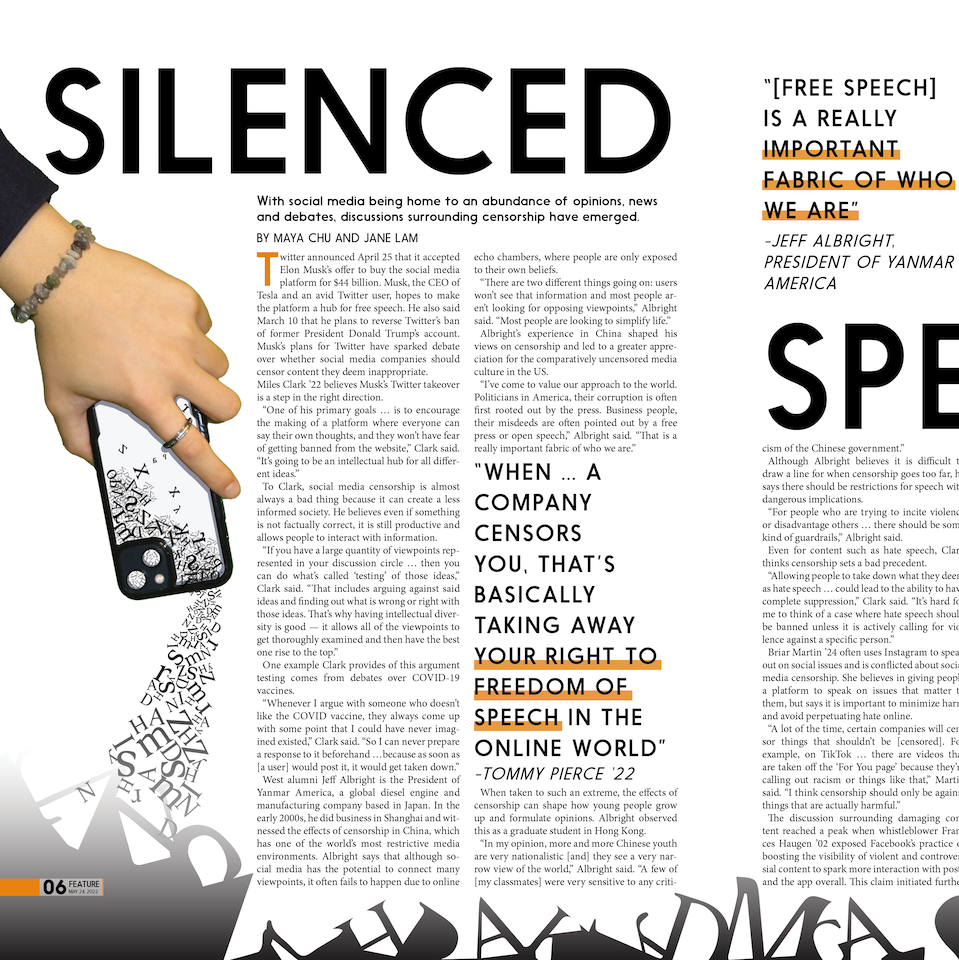 SILENCED
With social media being home to an abundance of opinions, news
and debates, discussions surrounding censorship have emerged.
BY MAYA CHU AND JANE LAM
Twitter announced April 25 that it accepted
Elon Musk's offer to buy the social media
platform for $44 billion. Musk, the CEO of
Tesla and an avid Twitter user, hopes to make
the platform a hub for free speech. He also said
March 10 that he plans to reverse Twitter's ban
of former President Donald Trump's account.
Musk's plans for Twitter have sparked debate
over whether social media companies should
censor content they deem inappropriate.
Miles Clark '22 believes Musk's Twitter takeover
is a step in the right direction.
"One of his primary goals … is to encourage
the making of a platform where everyone can
say their own thoughts, and they won't have fear
of getting banned from the website," Clark said.
"It's going to be an intellectual hub for all differ-
ent ideas."
To Clark, social media censorship is almost
always a bad thing because it can create a less
informed society. He believes even if something
is not factually correct, it is still productive and
allows people to interact with information.
"If you have a large quantity of viewpoints rep-
resented in your discussion circle … then you
can do what's called 'testing' of those ideas,"
Clark said. "That includes arguing against said
ideas and finding out what is wrong or right with
those ideas. That's why having intellectual diver-
sity is good — it allows all of the viewpoints to
get thoroughly examined and then have the best
one rise to the top."
One example Clark provides of this argument
testing comes from debates over COVID-19
vaccines.
"Whenever I argue with someone who doesn't
like the COVID vaccine, they always come up
with some point that I could have never imag-
ined existed," Clark said. "So I can never prepare
a response to it beforehand …because as soon as
[a user] would post it, it would get taken down."
West alumni Jeff Albright is the President of
Yanmar America, a global diesel engine and
manufacturing company based in Japan. In the
early 2000s, he did business in Shanghai and wit-
nessed the effects of censorship in China, which
has one of the world's most restrictive media
environments. Albright says that although so-
cial media has the potential to connect many
viewpoints, it often fails to happen due to online
echo chambers, where people are only exposed
to their own beliefs.
"There are two different things going on: users
won't see that information and most people ar-
en't looking for opposing viewpoints," Albright
said. "Most people are looking to simplify life."
Albright's experience in China shaped his
views on censorship and led to a greater appre-
ciation for the comparatively uncensored media
culture in the US.
"I've come to value our approach to the world.
Politicians in America, their corruption is often
first rooted out by the press. Business people,
their misdeeds are often pointed out by a free
press or open speech," Albright said. "That is a
really important fabric of who we are."
"WHEN ... A
COMPANY
CENSORS
YOU, THAT'S
BASICALLY
TAKING AWAY
YOUR RIGHT TO
FREEDOM OF
SPEECH IN THE
ONLINE WORLD"
-TOMMY PIERCE '22
When taken to such an extreme, the effects of
censorship can shape how young people grow
up and formulate opinions. Albright observed
this as a graduate student in Hong Kong.
"In my opinion, more and more Chinese youth
are very nationalistic [and] they see a very nar-
row view of the world," Albright said. "A few of
[my classmates] were very sensitive to any criti-
"[FREE SPEECH]
IS A REALLY
IMPORTANT
FABRIC OF WHO
WE ARE"
-JEFF ALBRIGHT,
PRESIDENT OF YANMAR
AMERICA
SPE
cism of the Chinese government."
Although Albright believes it is difficult t
draw a line for when censorship goes too far, h
says there should be restrictions for speech wit
dangerous implications.
"For people who are trying to incite violenc
or disadvantage others … there should be som
kind of guardrails," Albright said.
Even for content such as hate speech, Clar
thinks censorship sets a bad precedent.
"Allowing people to take down what they deem
as hate speech … could lead to the ability to hav
complete suppression," Clark said. "It's hard fo
me to think of a case where hate speech shoul
be banned unless it is actively calling for vio
lence against a specific person."
Briar Martin '24 often uses Instagram to spea
out on social issues and is conflicted about socia
media censorship. She believes in giving peopl
a platform to speak on issues that matter t
them, but says it is important to minimize harm
and avoid perpetuating hate online.
"A lot of the time, certain companies will cen
sor things that shouldn't be [censored]. Fo
example, on TikTok … there are videos tha
are taken off the 'For You page' because they'r
calling out racism or things like that," Marti
said. "I think censorship should only be again
things that are actually harmful."
The discussion surrounding damaging con
tent reached a peak when whistleblower Fran
ces Haugen '02 exposed Facebook's practice o
boosting the visibility of violent and controver
sial content to spark more interaction with post
and the app overall. This claim initiated furthe
06 FEATURE
MAY 24, 2022